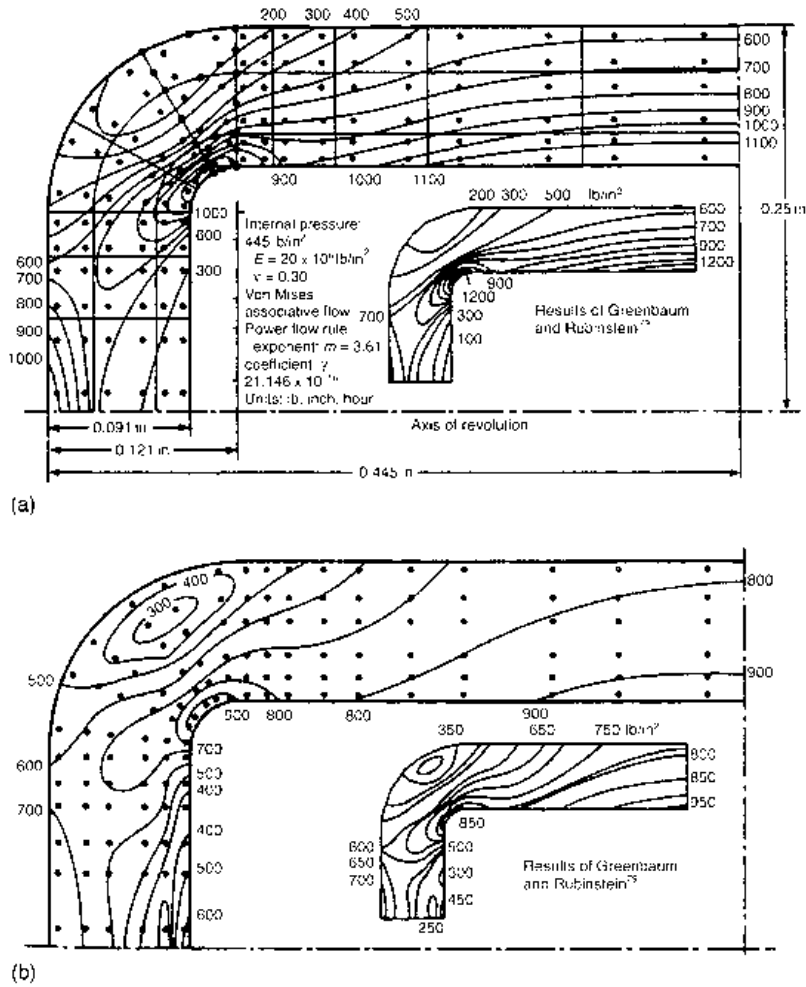 200 300 400 500
600
700
800
900
1000
1100
900 1000 1100
1000
600
300
600
700
800
900
1000
Internal pressure:
445 lb/in²
E = 20 x 10⁶ lb/in²
ν = 0.30
Von Mises
associative flow
Power flow rule
exponent: m = 3.61
coefficient γ
Units: lb, inch, hour
200 300 500 lb/in²
600
700
900
1200
900
1200
300
100
700
Results of Greenbaum
and Rubinstein
0.25 in
0.091 in
0.121 in
0.445 in
Axis of revolution
(a)
400
300
500
600
700
800
900
900 800 800 900
700
500
400
400
500
600
350 650 750 lb/in²
800
850
950
850
600
650
700
500
300
450
250
Results of Greenbaum
and Rubinstein
(b)